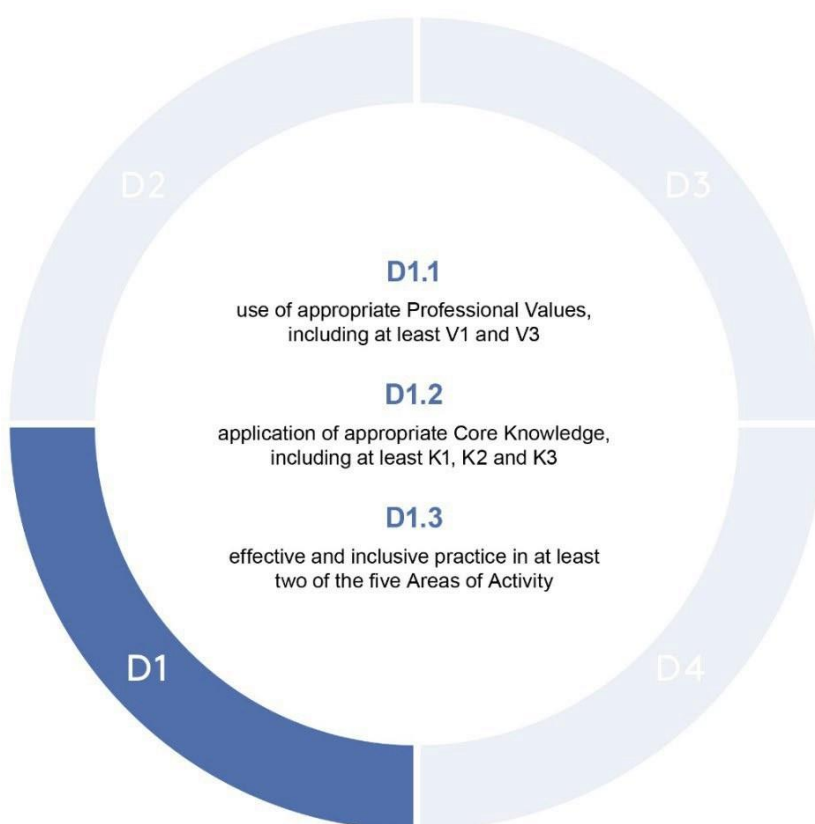 D2
D3
D1.1
use of appropriate Professional Values,
including at least V1 and V3
D1.2
application of appropriate Core Knowledge,
including at least K1, K2 and K3
D1.3
effective and inclusive practice in at least
two of the five Areas of Activity
D1
D4